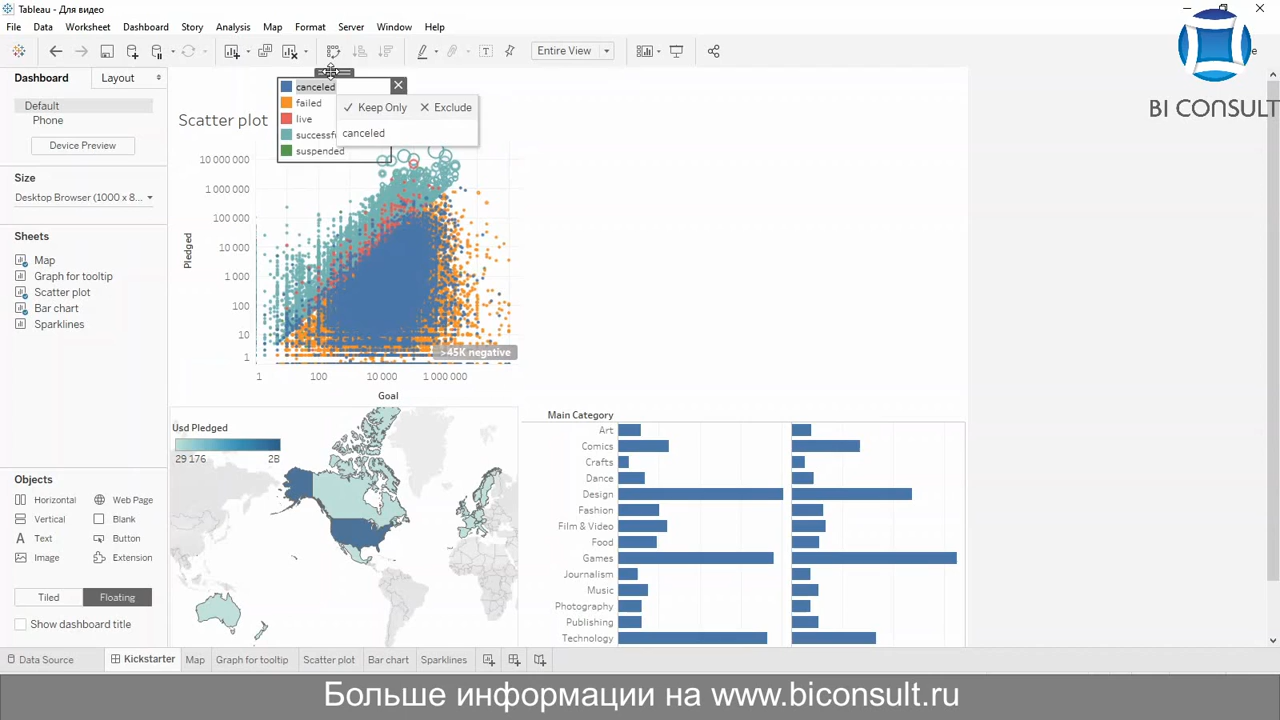 Tableau - Для видео
File Data Worksheet Dashboard Story Analysis Map Format Server Window Help
Entire View
BI CONSULT
Dashboard Layout
Default
Phone
Device Preview
Size
Desktop Browser (1000 x 8...
Sheets
Map
Graph for tooltip
Scatter plot
Bar chart
Sparklines
Objects
Horizontal Web Page
Vertical Blank
Text Button
Image Extension
Tiled Floating
Show dashboard title
Scatter plot
canceled
failed
live
successfu
suspended
Keep Only Exclude
canceled
Pledged
10 000 000
1 000 000
100 000
10 000
1 000
100
10
1
>45K negative
1 100 10 000 1 000 000
Goal
Usd Pledged
29 176 2B
Main Category
Art
Comics
Crafts
Dance
Design
Fashion
Film & Video
Food
Games
Journalism
Music
Photography
Publishing
Technology
Data Source Kickstarter Map Graph for tooltip Scatter plot Bar chart Sparklines
Больше информации на www.biconsult.ru